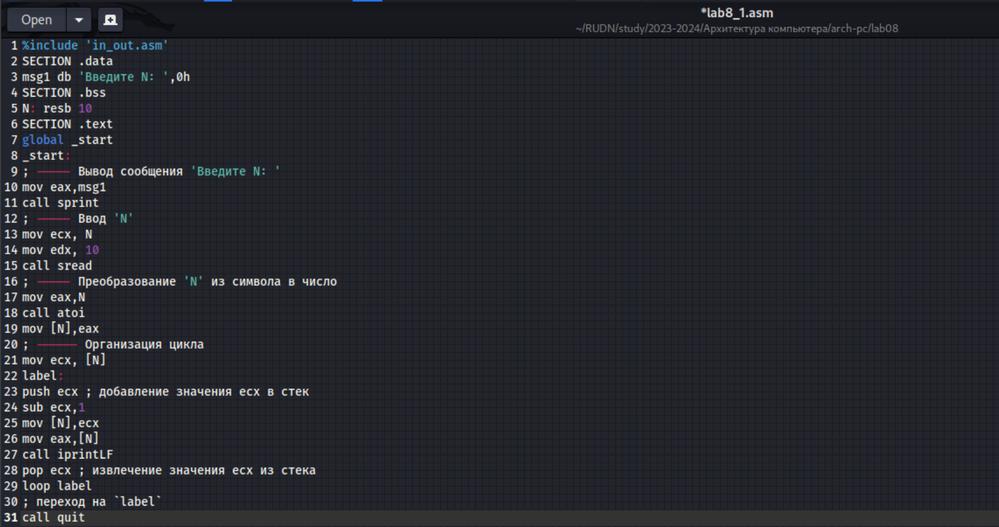 Open
*lab8_1.asm
~/RUDN/study/2023-2024/Архитектура компьютера/arch-pc/lab08
1 %include 'in_out.asm'
2 SECTION .data
3 msg1 db 'Введите N: ',0h
4 SECTION .bss
5 N: resb 10
6 SECTION .text
7 global _start
8 _start:
9 ; ----- Вывод сообщения 'Введите N: '
10 mov eax,msg1
11 call sprint
12 ; ----- Ввод 'N'
13 mov ecx, N
14 mov edx, 10
15 call sread
16 ; ----- Преобразование 'N' из символа в число
17 mov eax,N
18 call atoi
19 mov [N],eax
20 ; ------ Организация цикла
21 mov ecx, [N]
22 label:
23 push ecx ; добавление значения ecx в стек
24 sub ecx,1
25 mov [N],ecx
26 mov eax,[N]
27 call iprintLF
28 pop ecx ; извлечение значения ecx из стека
29 loop label
30 ; переход на `label`
31 call quit